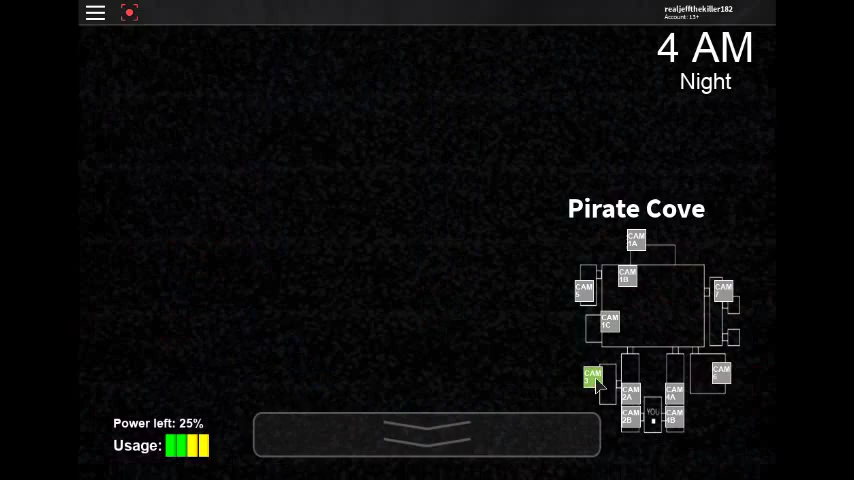 realjeffthekiller182
Account: 13+
4 AM
Night
Pirate Cove
CAM
1A
CAM
1B
CAM
5
CAM
7
CAM
1C
CAM
3
CAM
6
CAM
2A
CAM
4A
CAM
2B
YOU
CAM
4B
Power left: 25%
Usage: